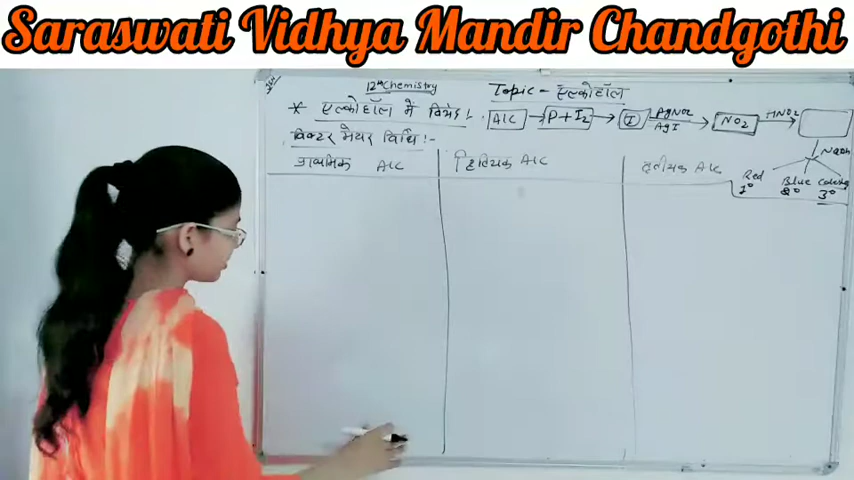 Saraswati Vidhya Mandir Chandgothi
12th Chemistry
Topic - एल्कोहॉल
* एल्कोहॉल में विभेद :-
Alc → P + I2 → I AgNO2 → NO2 HNO2 →
AgI
विक्टर मेयर विधि :-
NaOH
प्राथमिक Alc
द्वितीयक Alc
तृतीयक Alc
Red Blue
1° 2° 3°